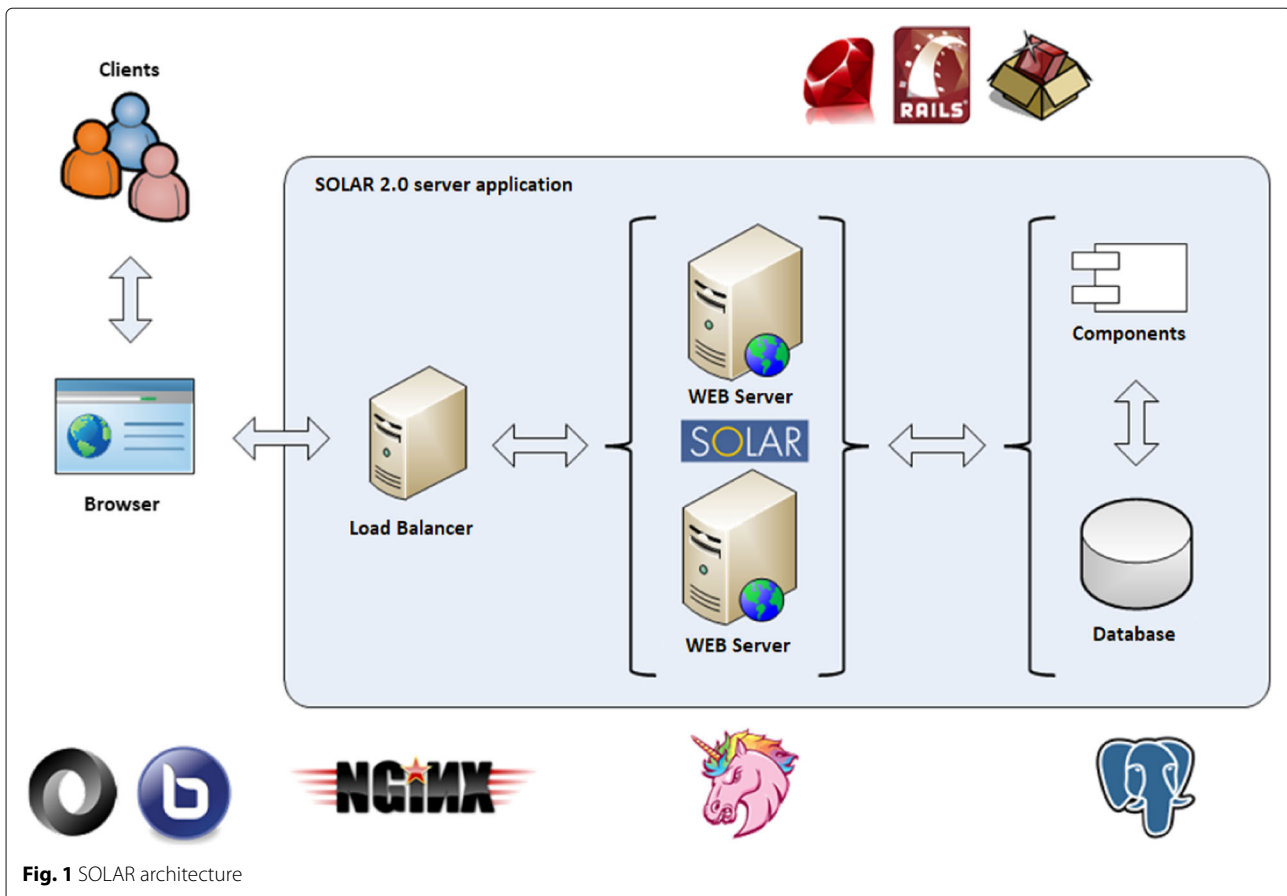 Clients
RAILS
SOLAR 2.0 server application
WEB Server
Components
SOLAR
Browser
Load Balancer
WEB Server
Database
NGiNX
b
Fig. 1 SOLAR architecture